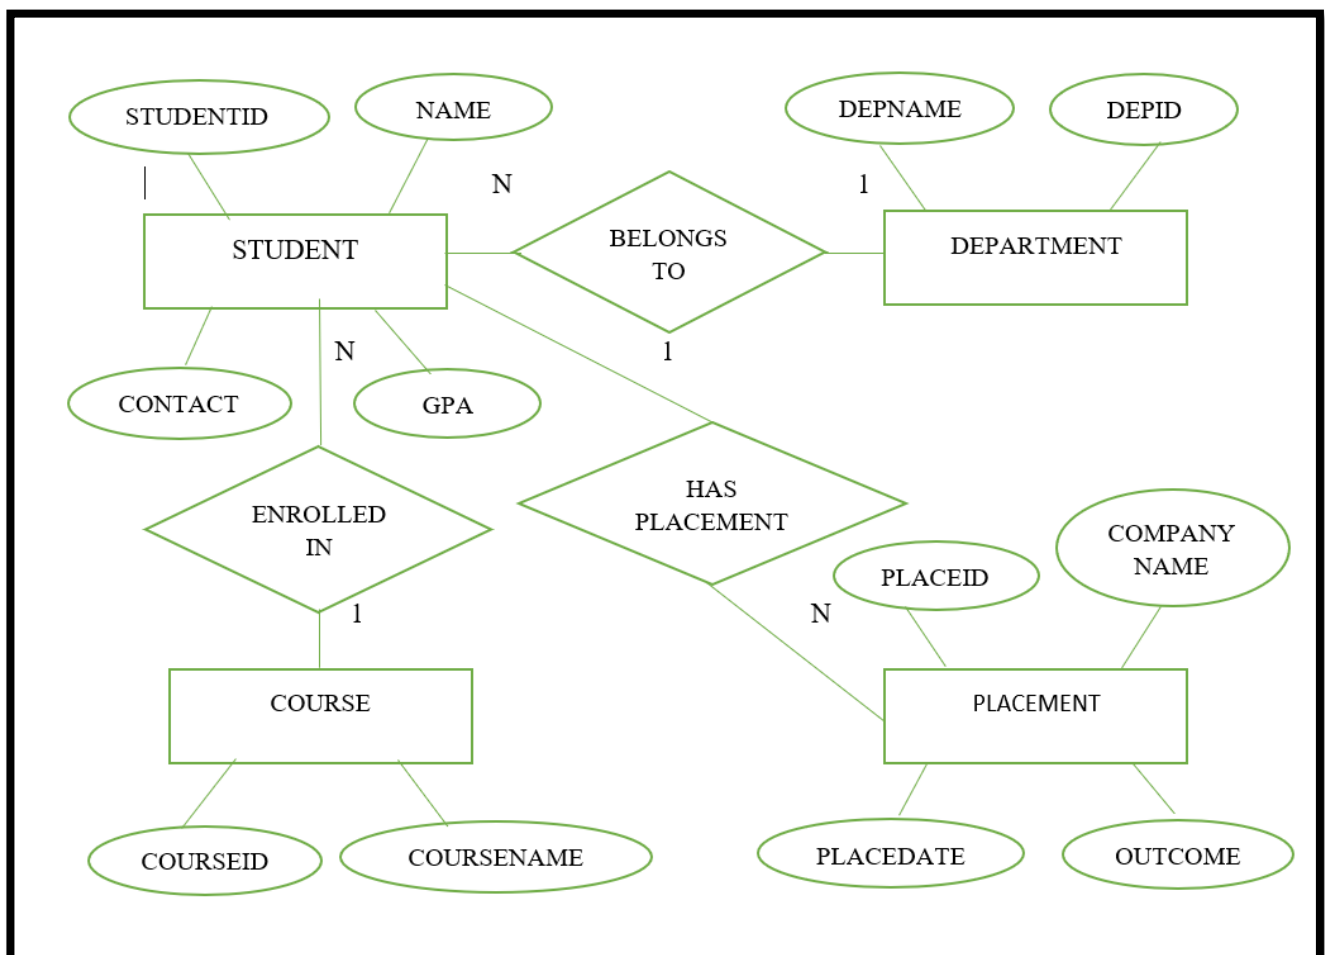 STUDENTID
NAME
DEPNAME
DEPID
N
1
STUDENT
BELONGS
TO
DEPARTMENT
N
1
CONTACT
GPA
HAS
PLACEMENT
ENROLLED
IN
COMPANY
NAME
PLACEID
1
N
COURSE
PLACEMENT
COURSEID
COURSENAME
PLACEDATE
OUTCOME